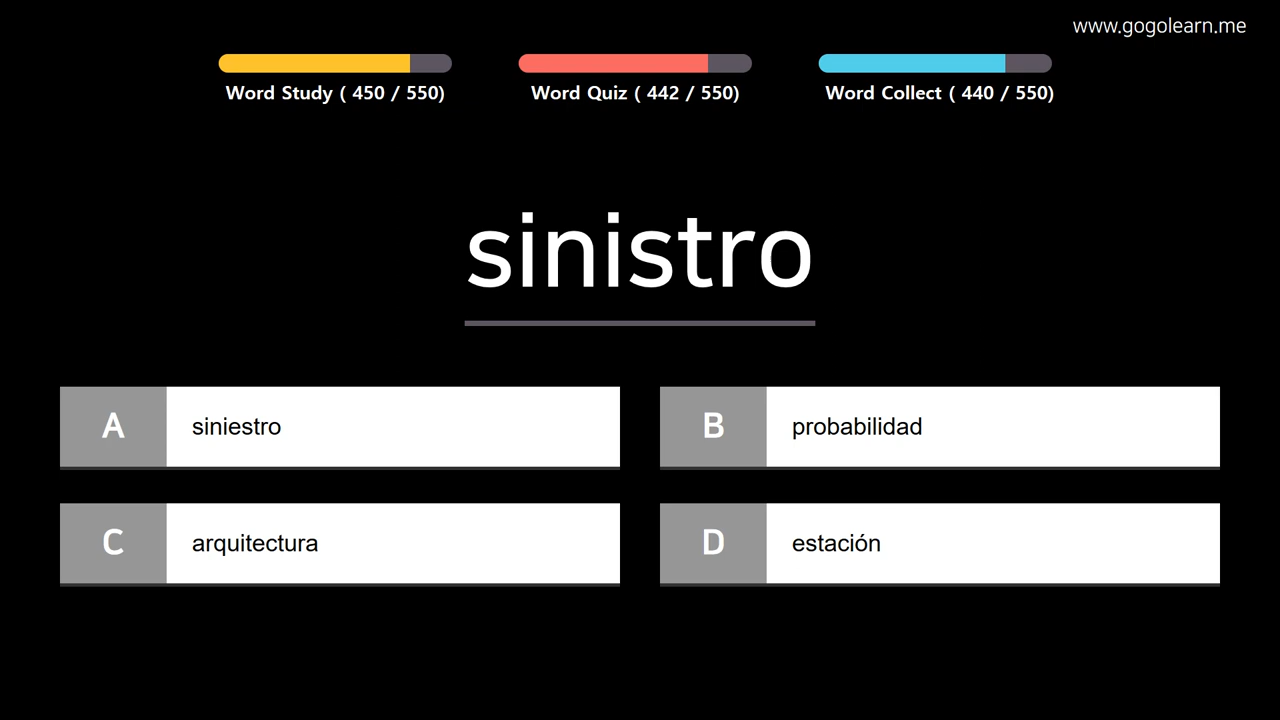 www.gogolearn.me
Word Study ( 450 / 550)
Word Quiz ( 442 / 550)
Word Collect ( 440 / 550)
sinistro
A siniestro
B probabilidad
C arquitectura
D estación